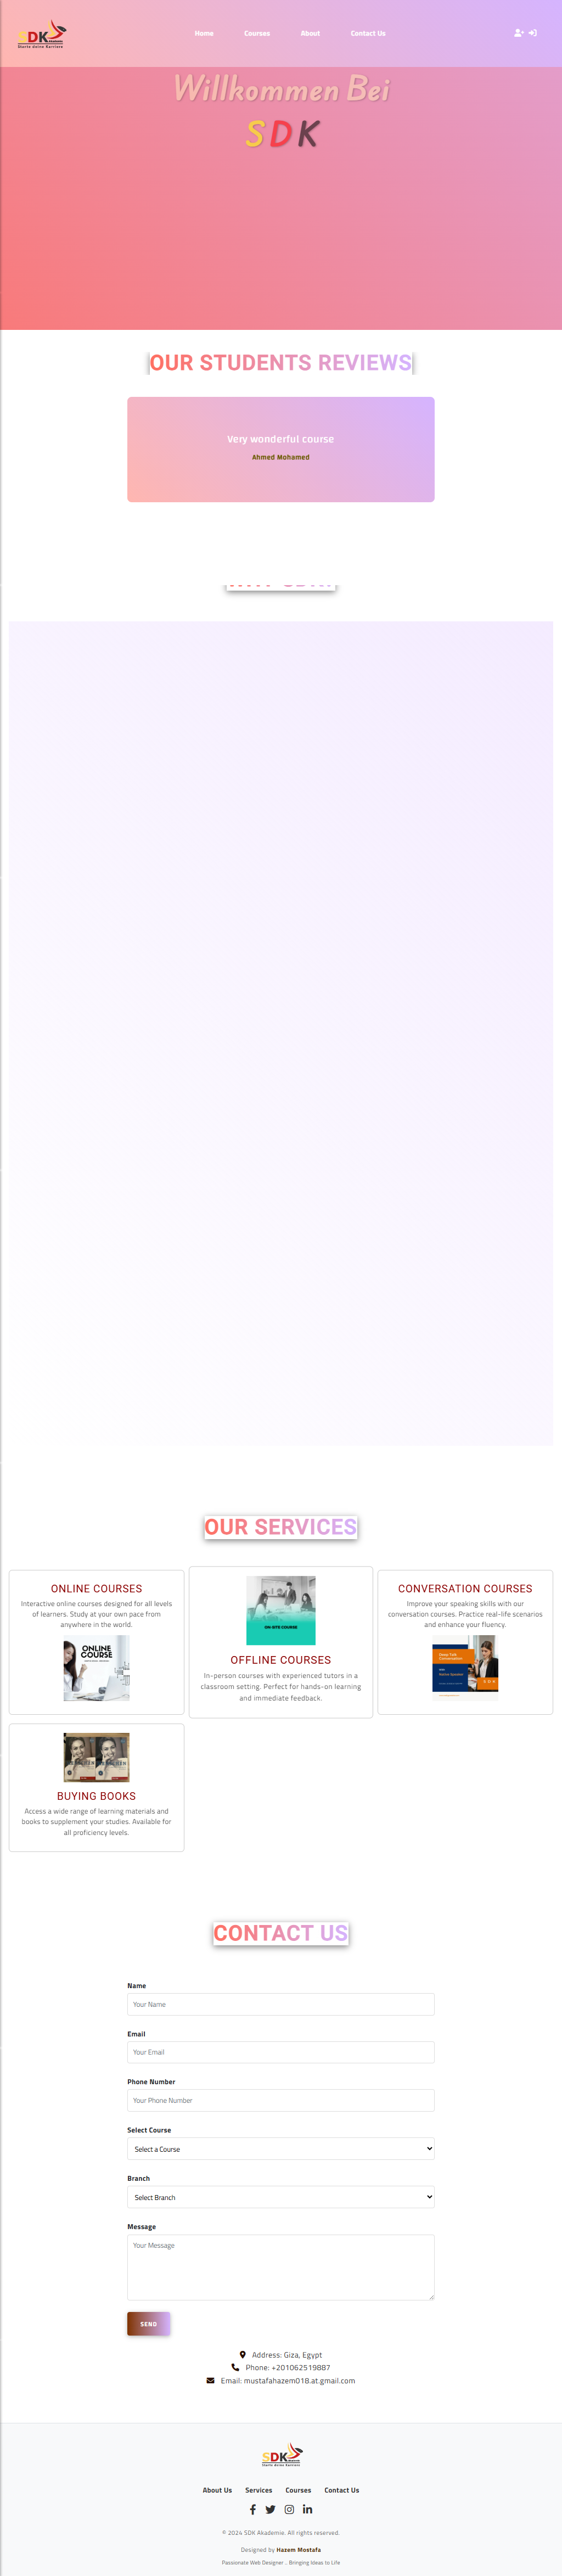 SDK
Akademie
Starte deine Karriere
Home Courses About Contact Us
Willkommen Bei
SDK
OUR STUDENTS REVIEWS
Very wonderful course
Ahmed Mohamed
OUR SERVICES
ONLINE COURSES
Interactive online courses designed for all levels
of learners. Study at your own pace from
anywhere in the world.
ONLINE
COURSE
ON-SITE COURSE
OFFLINE COURSES
In-person courses with experienced tutors in a
classroom setting. Perfect for hands-on learning
and immediate feedback.
CONVERSATION COURSES
Improve your speaking skills with our
conversation courses. Practice real-life scenarios
and enhance your fluency.
Deep Talk
Conversation
S D K
BUYING BOOKS
Access a wide range of learning materials and
books to supplement your studies. Available for
all proficiency levels.
CONTACT US
Name
Your Name
Email
Your Email
Phone Number
Your Phone Number
Select Course
Select a Course
Branch
Select Branch
Message
Your Message
SEND
Address: Giza, Egypt
Phone: +201062519887
Email: mustafahazem018.at.gmail.com
SDK
Akademie
Starte deine Karriere
About Us Services Courses Contact Us
© 2024 SDK Akademie. All rights reserved.
Designed by Hazem Mostafa
Passionate Web Designer .. Bringing Ideas to Life